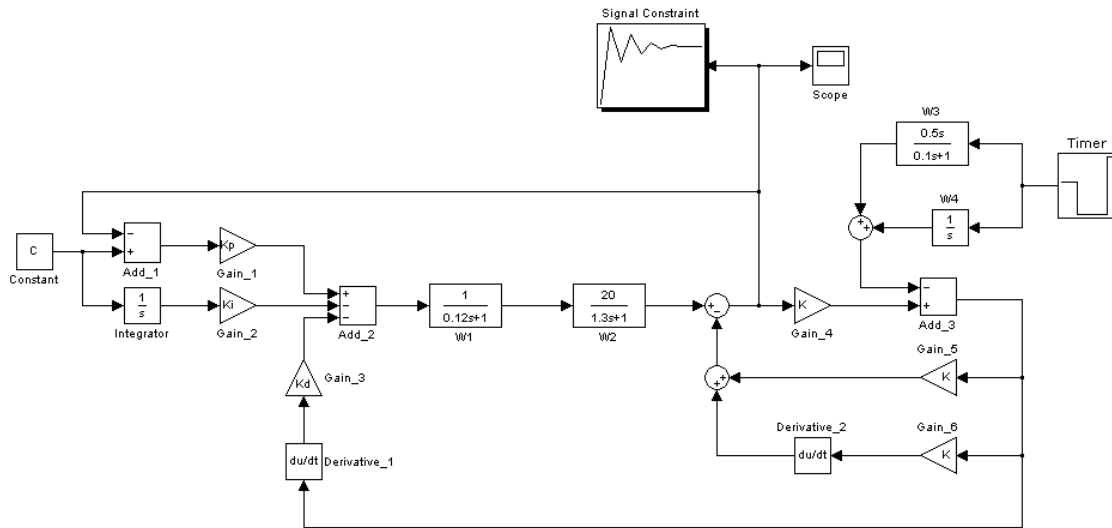 Signal Constraint
Scope
W3
0.5s
0.1s+1
Timer
W4
1
s
C
Constant
Add_1
Kp
Gain_1
1
s
Integrator
Ki
Gain_2
Add_2
1
0.12s+1
W1
20
1.3s+1
W2
K
Gain_4
Add_3
Gain_5
K
Kd
Gain_3
Gain_6
K
Derivative_2
du/dt
du/dt
Derivative_1